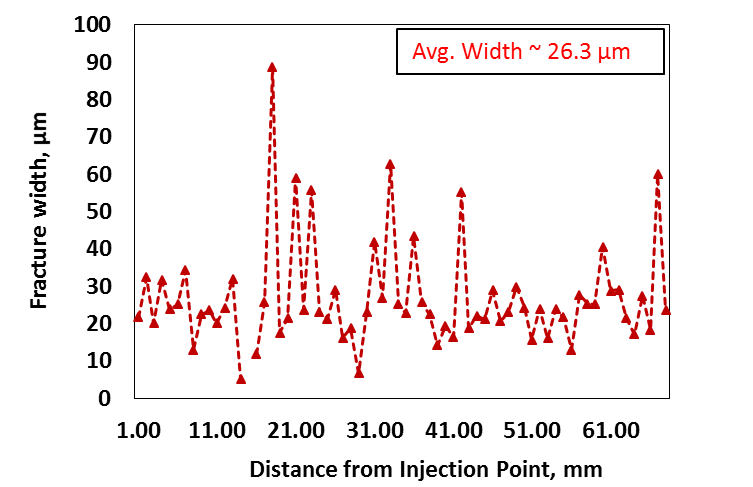 Avg. Width ~ 26.3 µm
100
90
80
70
60
50
40
30
20
10
0
Fracture width, µm
1.00 11.00 21.00 31.00 41.00 51.00 61.00
Distance from Injection Point, mm